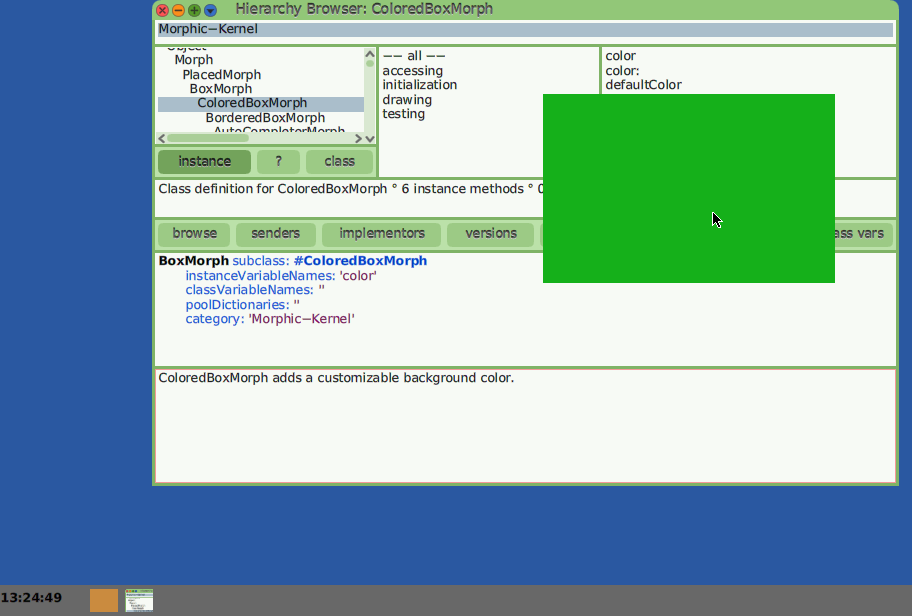 Hierarchy Browser: ColoredBoxMorph
Morphic−Kernel
Object
Morph
PlacedMorph
BoxMorph
ColoredBoxMorph
BorderedBoxMorph
AutoCompleterMorph
−− all −−
accessing
initialization
drawing
testing
color
color:
defaultColor
instance
?
class
Class definition for ColoredBoxMorph ° 6 instance methods ° 0
browse
senders
implementors
versions
ass vars
BoxMorph subclass: #ColoredBoxMorph
instanceVariableNames: 'color'
classVariableNames: ''
poolDictionaries: ''
category: 'Morphic−Kernel'
ColoredBoxMorph adds a customizable background color.
13:24:49